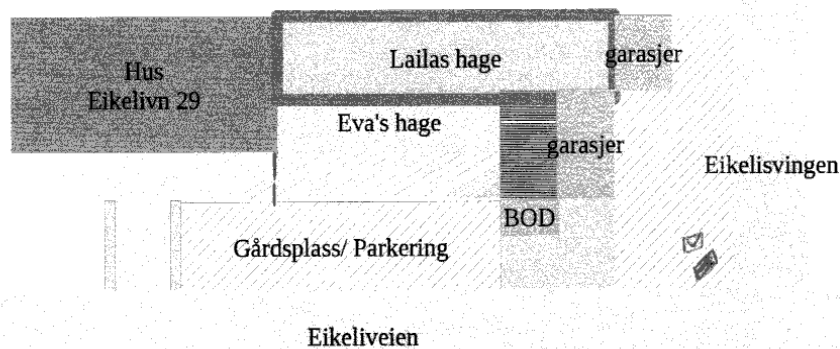 Lailas hage
garasjer
Hus
Eikelivn 29
Eva's hage
garasjer
Eikelisvingen
BOD
Gårdsplass/ Parkering
Eikeliveien